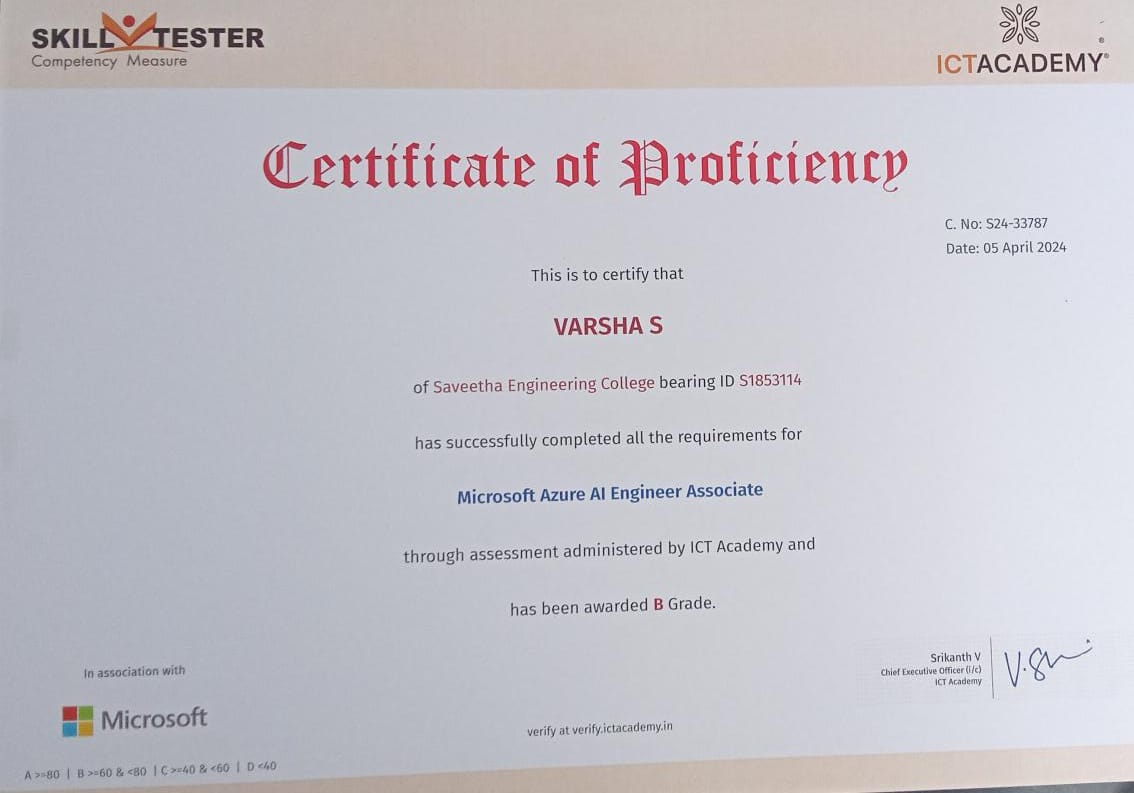 SKILL TESTER
Competency Measure
ICTACADEMY®
Certificate of Proficiency
C. No: S24-33787
Date: 05 April 2024
This is to certify that
VARSHA S
of Saveetha Engineering College bearing ID S1853114
has successfully completed all the requirements for
Microsoft Azure AI Engineer Associate
through assessment administered by ICT Academy and
has been awarded B Grade.
In association with
Microsoft
Srikanth V
Chief Executive Officer (i/c)
ICT Academy
verify at verify.ictacademy.in
A >=80 | B >=60 & <80 | C >=40 & <60 | D <40